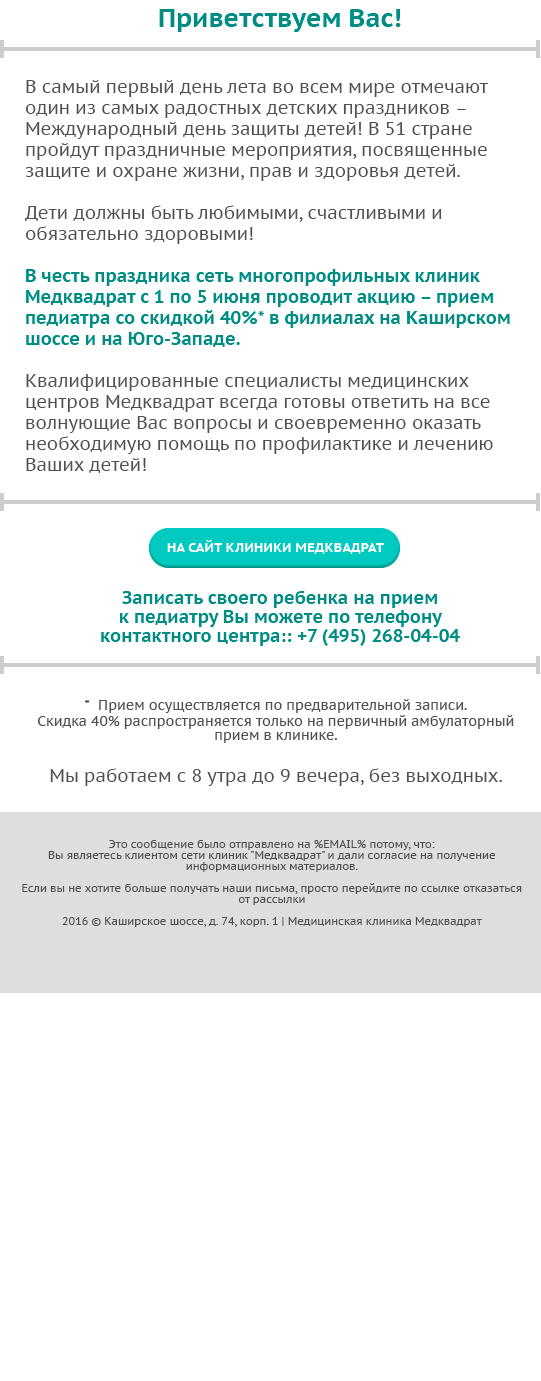 Приветствуем Вас!
В самый первый день лета во всем мире отмечают
один из самых радостных детских праздников –
Международный день защиты детей! В 51 стране
пройдут праздничные мероприятия, посвященные
защите и охране жизни, прав и здоровья детей.
Дети должны быть любимыми, счастливыми и
обязательно здоровыми!
В честь праздника сеть многопрофильных клиник
Медквадрат с 1 по 5 июня проводит акцию – прием
педиатра со скидкой 40%* в филиалах на Каширском
шоссе и на Юго-Западе.
Квалифицированные специалисты медицинских
центров Медквадрат всегда готовы ответить на все
волнующие Вас вопросы и своевременно оказать
необходимую помощь по профилактике и лечению
Ваших детей!
НА САЙТ КЛИНИКИ МЕДКВАДРАТ
Записать своего ребенка на прием
к педиатру Вы можете по телефону
контактного центра:: +7 (495) 268-04-04
* Прием осуществляется по предварительной записи.
Скидка 40% распространяется только на первичный амбулаторный
прием в клинике.
Мы работаем с 8 утра до 9 вечера, без выходных.
Это сообщение было отправлено на %EMAIL% потому, что:
Вы являетесь клиентом сети клиник "Медквадрат" и дали согласие на получение
информационных материалов.
Если вы не хотите больше получать наши письма, просто перейдите по ссылке отказаться
от рассылки
2016 © Каширское шоссе, д. 74, корп. 1 | Медицинская клиника Медквадрат